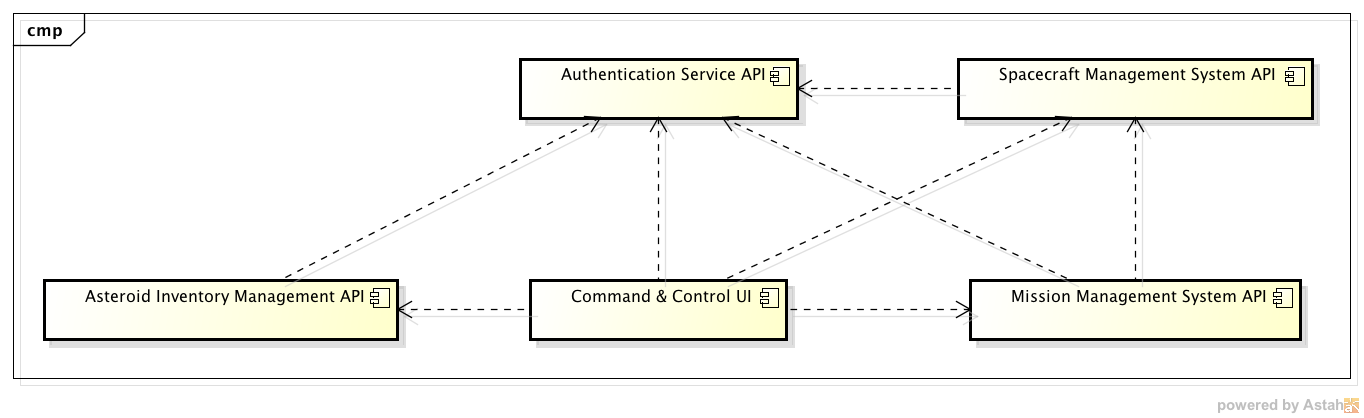 cmp
Authentication Service API
Spacecraft Management System API
Asteroid Inventory Management API
Command & Control UI
Mission Management System API
powered by Astah